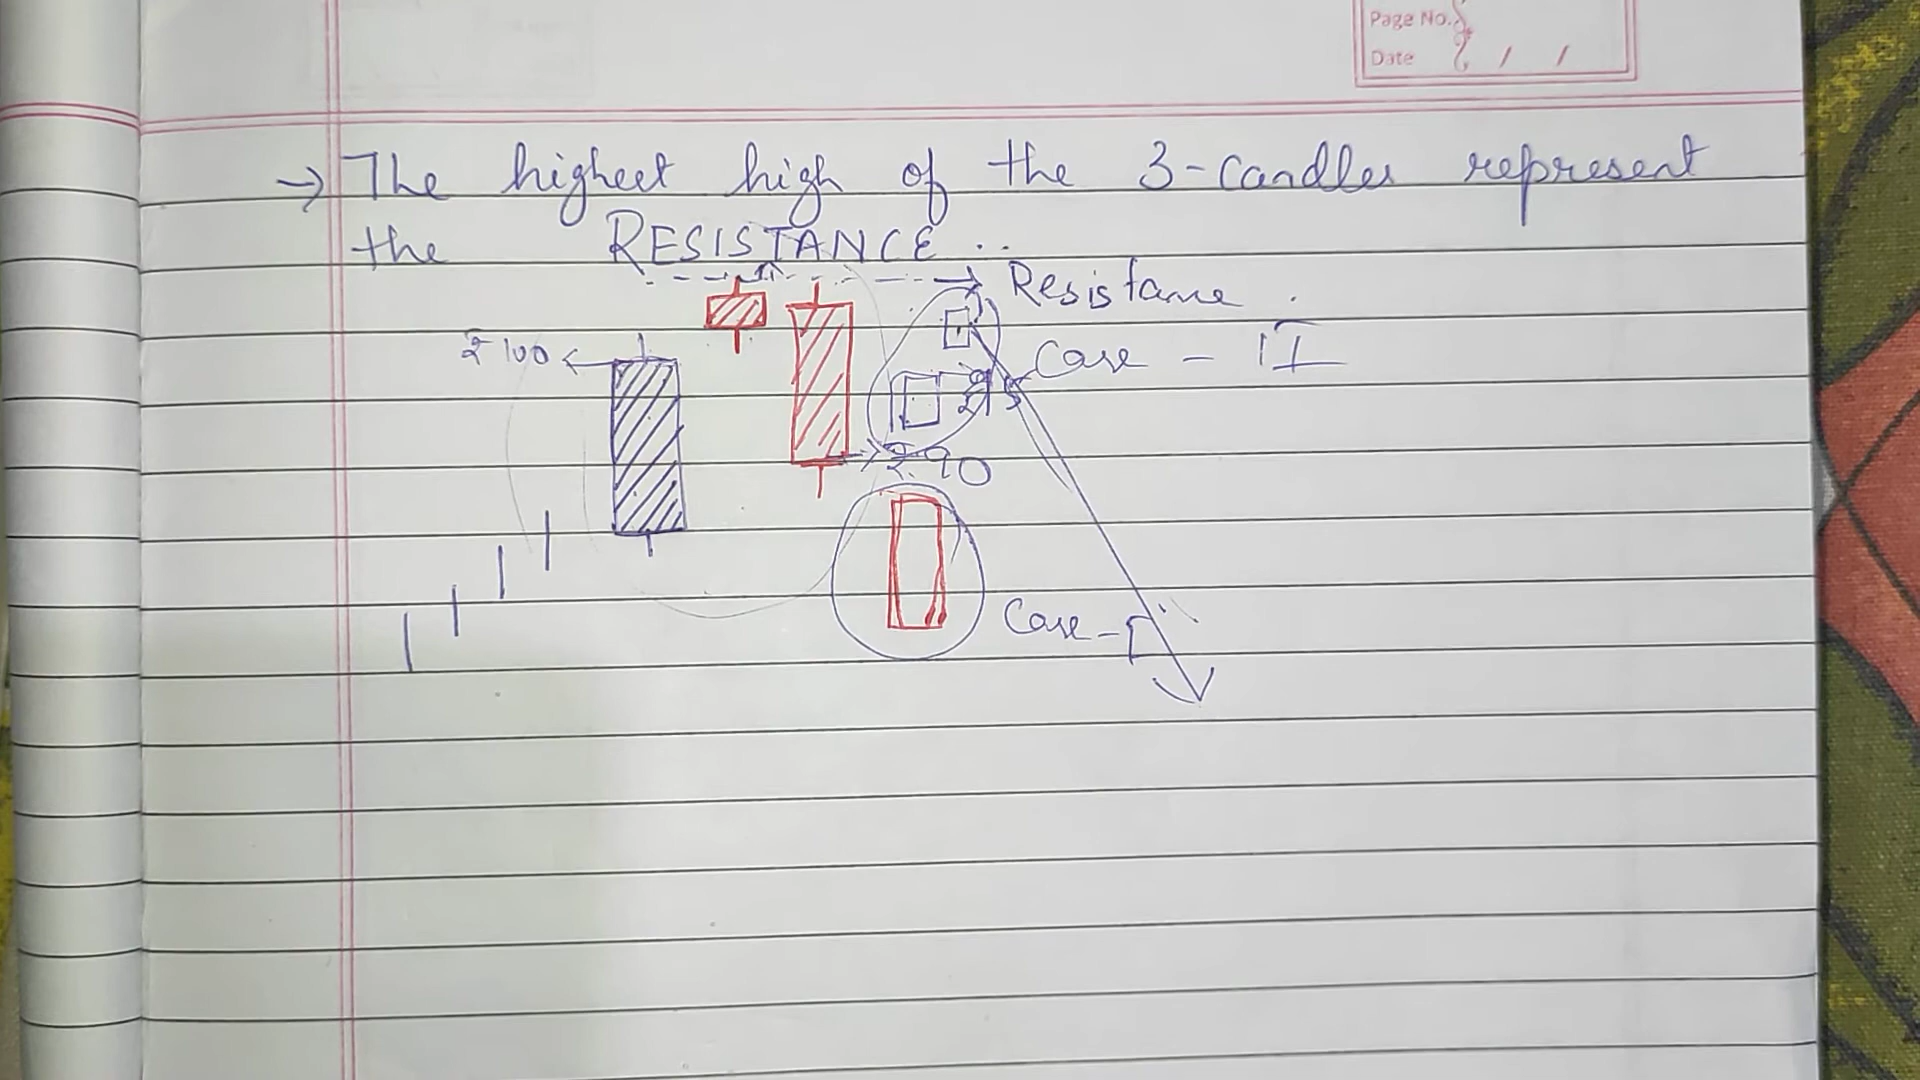 Page No.
Date / /
→ The highest high of the 3-candles represent
the RESISTANCE ..
Resistance .
₹ 100
Case - II
₹ 95
₹ 90
Case - I